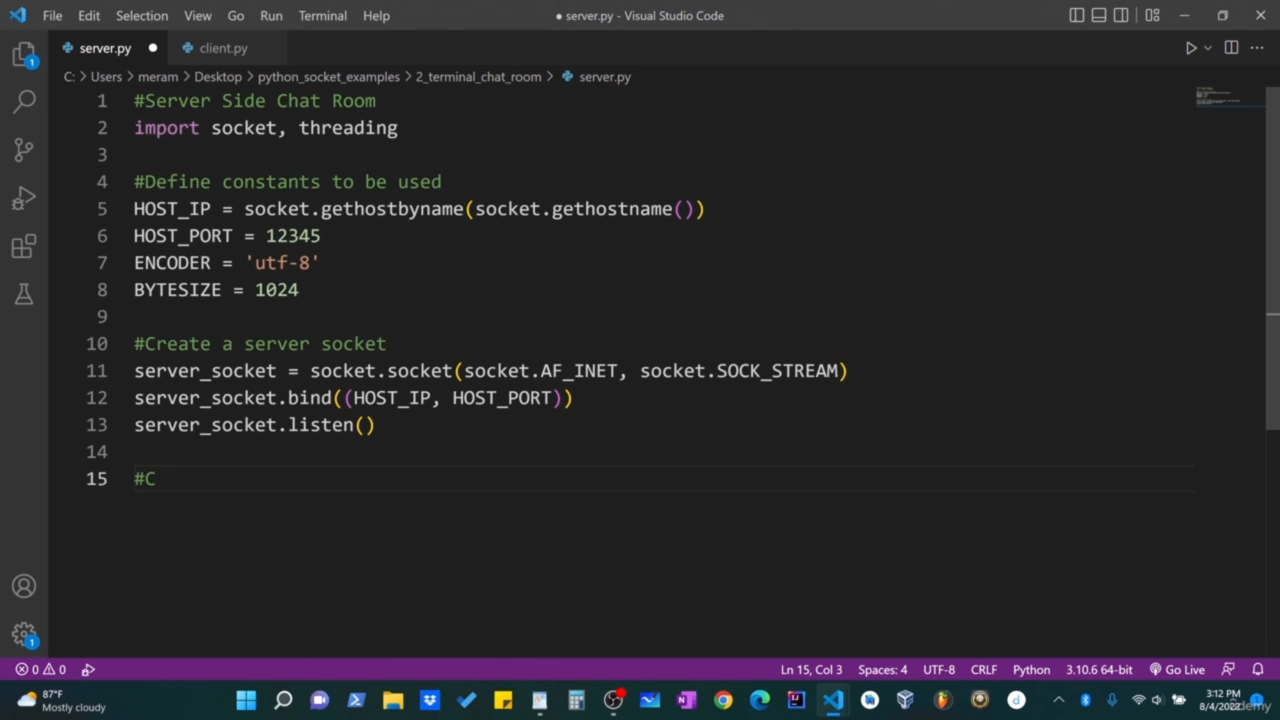 File Edit Selection View Go Run Terminal Help
● server.py - Visual Studio Code
server.py ●
client.py
C: > Users > meram > Desktop > python_socket_examples > 2_terminal_chat_room > server.py
1 #Server Side Chat Room
2 import socket, threading
3
4 #Define constants to be used
5 HOST_IP = socket.gethostbyname(socket.gethostname())
6 HOST_PORT = 12345
7 ENCODER = 'utf-8'
8 BYTESIZE = 1024
9
10 #Create a server socket
11 server_socket = socket.socket(socket.AF_INET, socket.SOCK_STREAM)
12 server_socket.bind((HOST_IP, HOST_PORT))
13 server_socket.listen()
14
15 #C
1
1
0 0 Ln 15, Col 3 Spaces: 4 UTF-8 CRLF Python 3.10.6 64-bit Go Live
87°F
Mostly cloudy
3:12 PM
8/4/2022